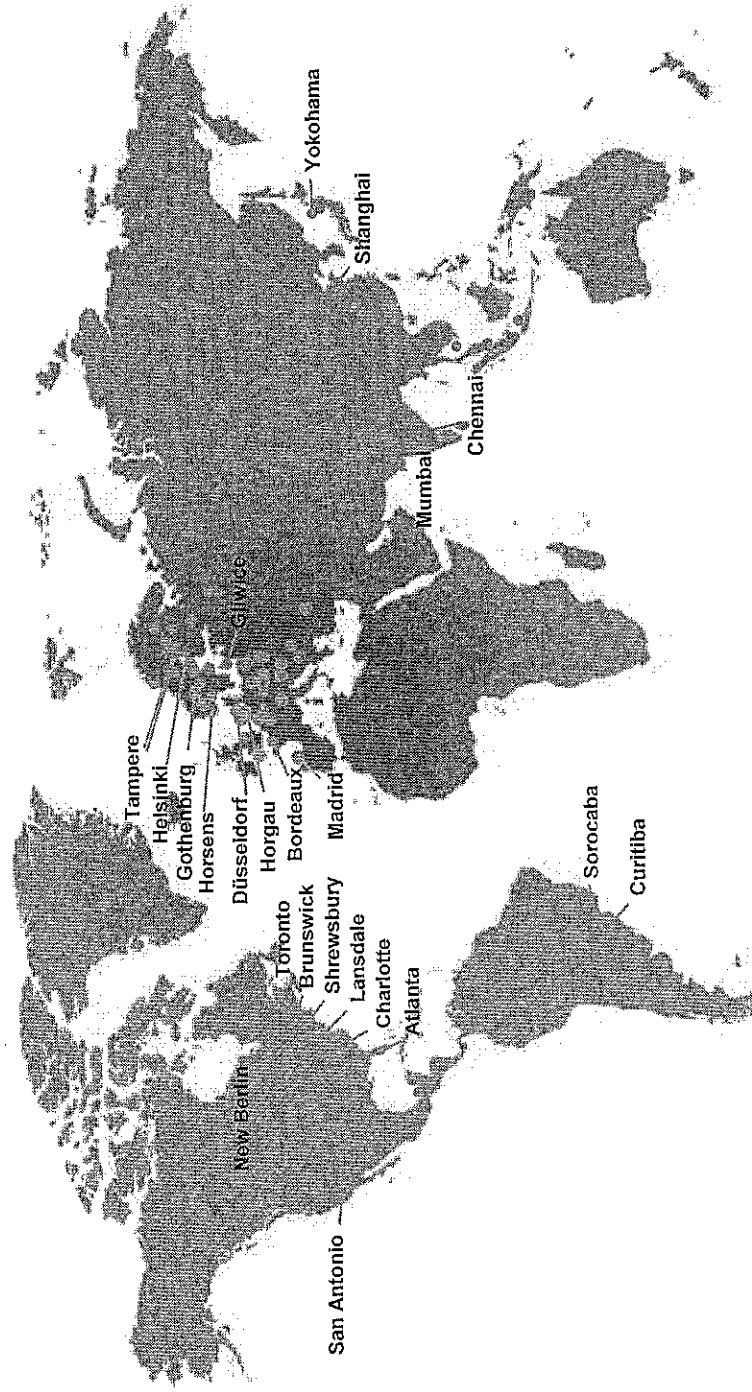 Tampere
Helsinki
Gothenburg
Horsens
Düsseldorf
Horgau
Bordeaux
Madrid
Gliwice
Yokohama
Shanghai
Mumbai
Chennai
New Berlin
Toronto
Brunswick
Shrewsbury
Lansdale
Charlotte
Atlanta
San Antonio
Sorocaba
Curitiba